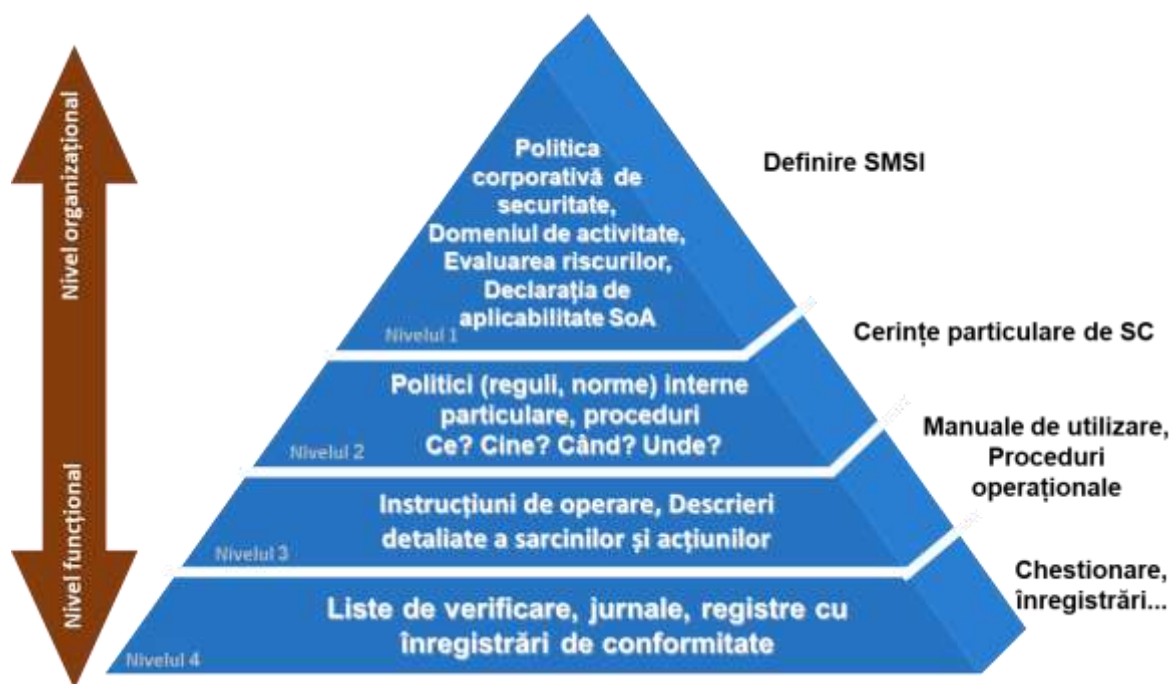 Nivel organizațional
Nivel funcțional
Politica
corporativă de
securitate,
Domeniul de activitate,
Evaluarea riscurilor,
Declarația de
aplicabilitate SoA
Nivelul 1
Definire SMSI
Politici (reguli, norme) interne
particulare, proceduri
Ce? Cine? Când? Unde?
Nivelul 2
Cerințe particulare de SC
Instrucțiuni de operare, Descrieri
detaliate a sarcinilor și acțiunilor
Nivelul 3
Manuale de utilizare,
Proceduri
operaționale
Liste de verificare, jurnale, registre cu
înregistrări de conformitate
Nivelul 4
Chestionare,
înregistrări...